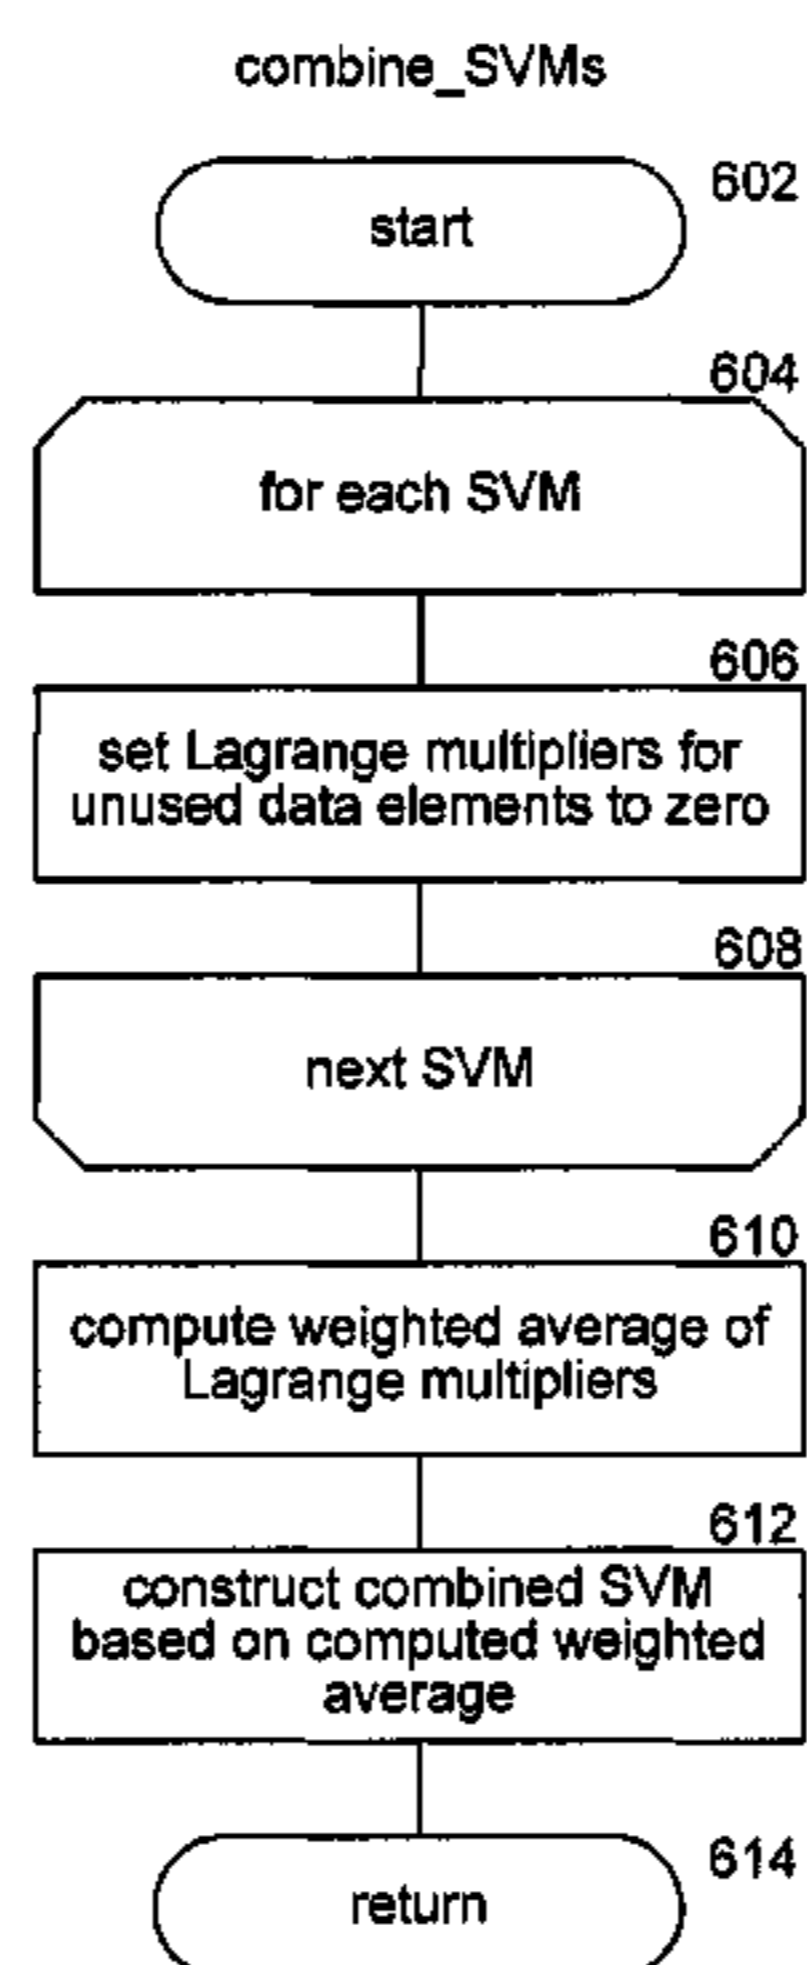 combine_SVMs
602
start
604
for each SVM
606
set Lagrange multipliers for
unused data elements to zero
608
next SVM
610
compute weighted average of
Lagrange multipliers
612
construct combined SVM
based on computed weighted
average
614
return